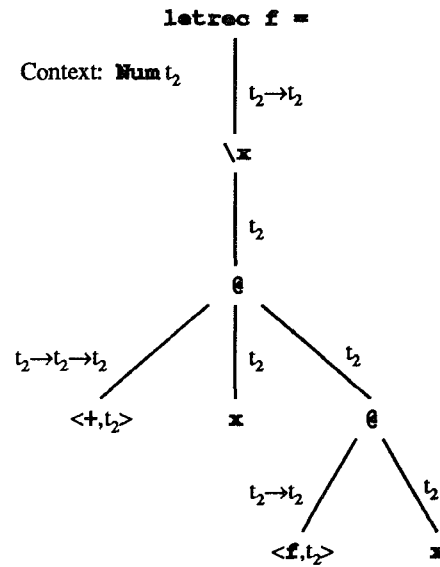 letrec f =
Context: Num t₂
t₂→t₂
\x
t₂
@
t₂→t₂→t₂ t₂ t₂
<+,t₂> x @
t₂→t₂ t₂
<f,t₂> x